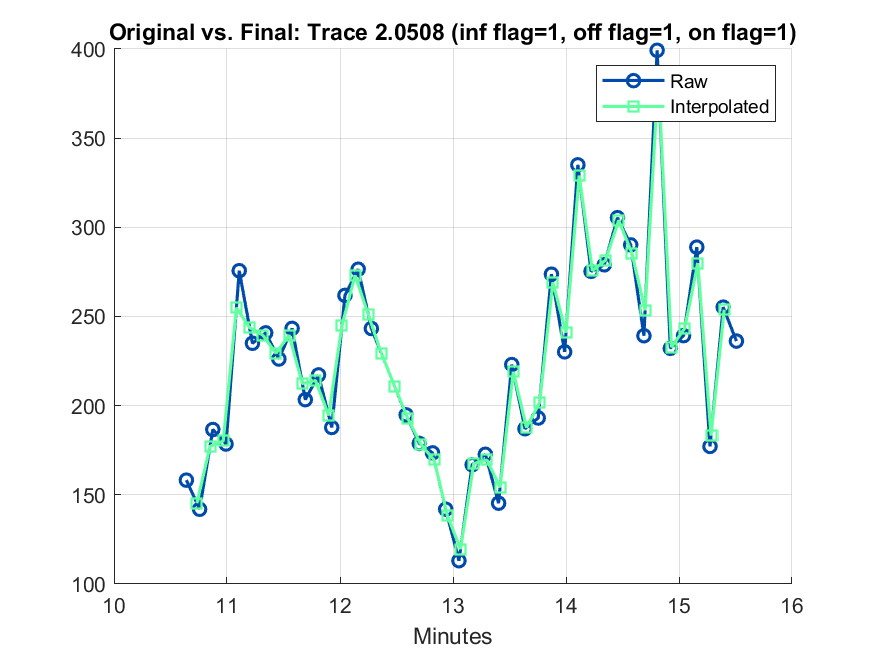 Original vs. Final: Trace 2.0508 (inf flag=1, off flag=1, on flag=1)
400
350
300
250
200
150
100
Raw
Interpolated
10 11 12 13 14 15 16
Minutes